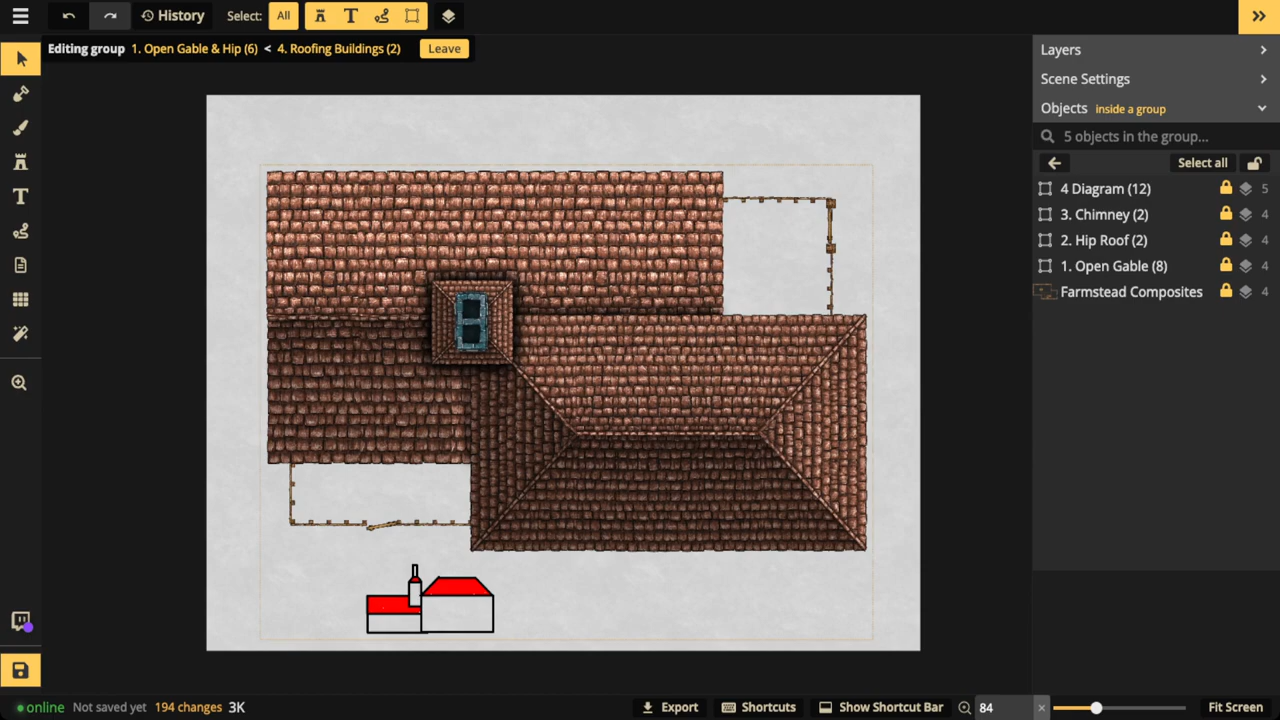 History
Select:
All
T
Editing group 1. Open Gable & Hip (6) < 4. Roofing Buildings (2) Leave
Layers
Scene Settings
Objects inside a group
5 objects in the group...
Select all
4 Diagram (12) 5
3. Chimney (2) 4
2. Hip Roof (2) 4
1. Open Gable (8) 4
Farmstead Composites 4
online Not saved yet 194 changes 3K
Export
Shortcuts
Show Shortcut Bar
84
Fit Screen